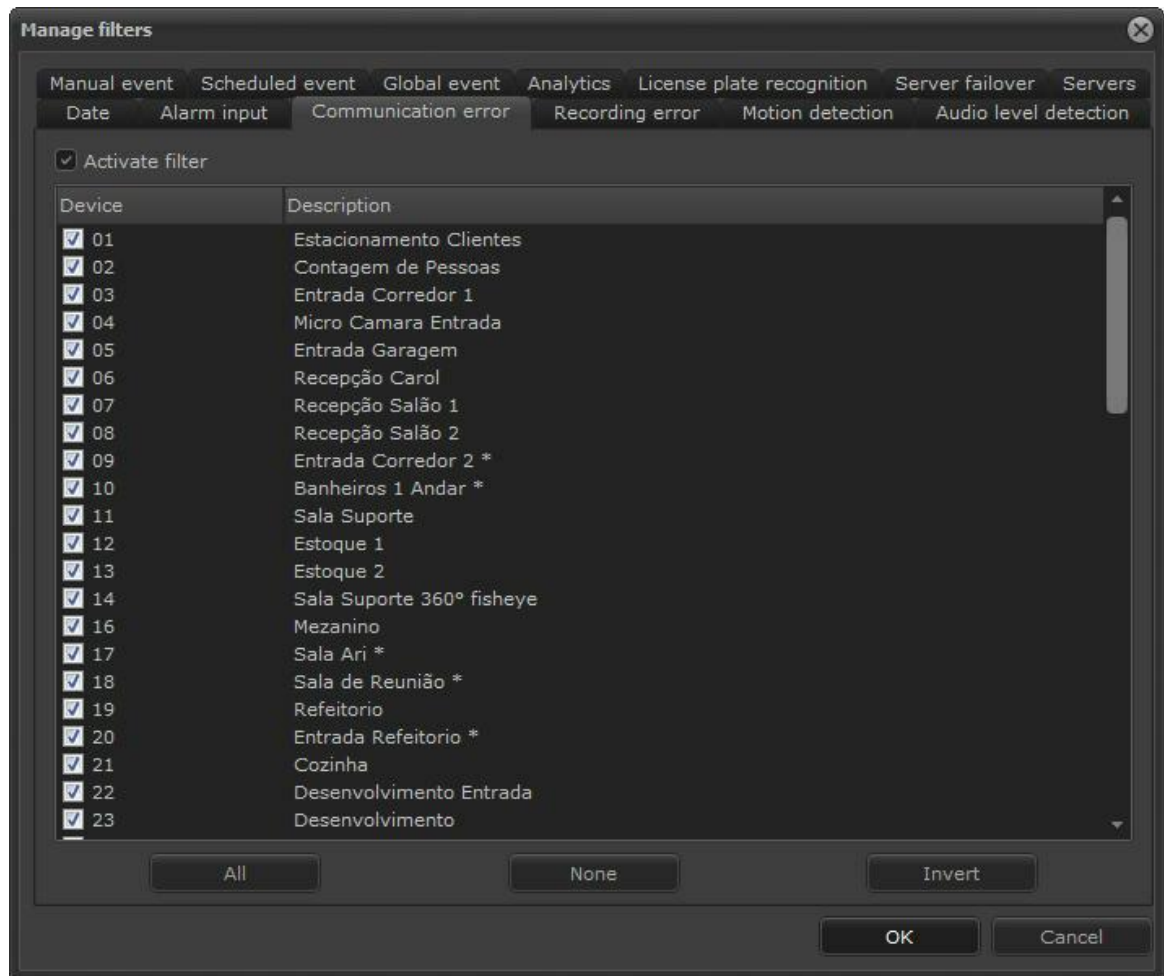 Manage filters
Manual event Scheduled event Global event Analytics License plate recognition Server failover Servers
Date Alarm input Communication error Recording error Motion detection Audio level detection
Activate filter
Device Description
01 Estacionamento Clientes
02 Contagem de Pessoas
03 Entrada Corredor 1
04 Micro Camara Entrada
05 Entrada Garagem
06 Recepção Carol
07 Recepção Salão 1
08 Recepção Salão 2
09 Entrada Corredor 2 *
10 Banheiros 1 Andar *
11 Sala Suporte
12 Estoque 1
13 Estoque 2
14 Sala Suporte 360º fisheye
16 Mezanino
17 Sala Ari *
18 Sala de Reunião *
19 Refeitorio
20 Entrada Refeitorio *
21 Cozinha
22 Desenvolvimento Entrada
23 Desenvolvimento
All None Invert
OK Cancel